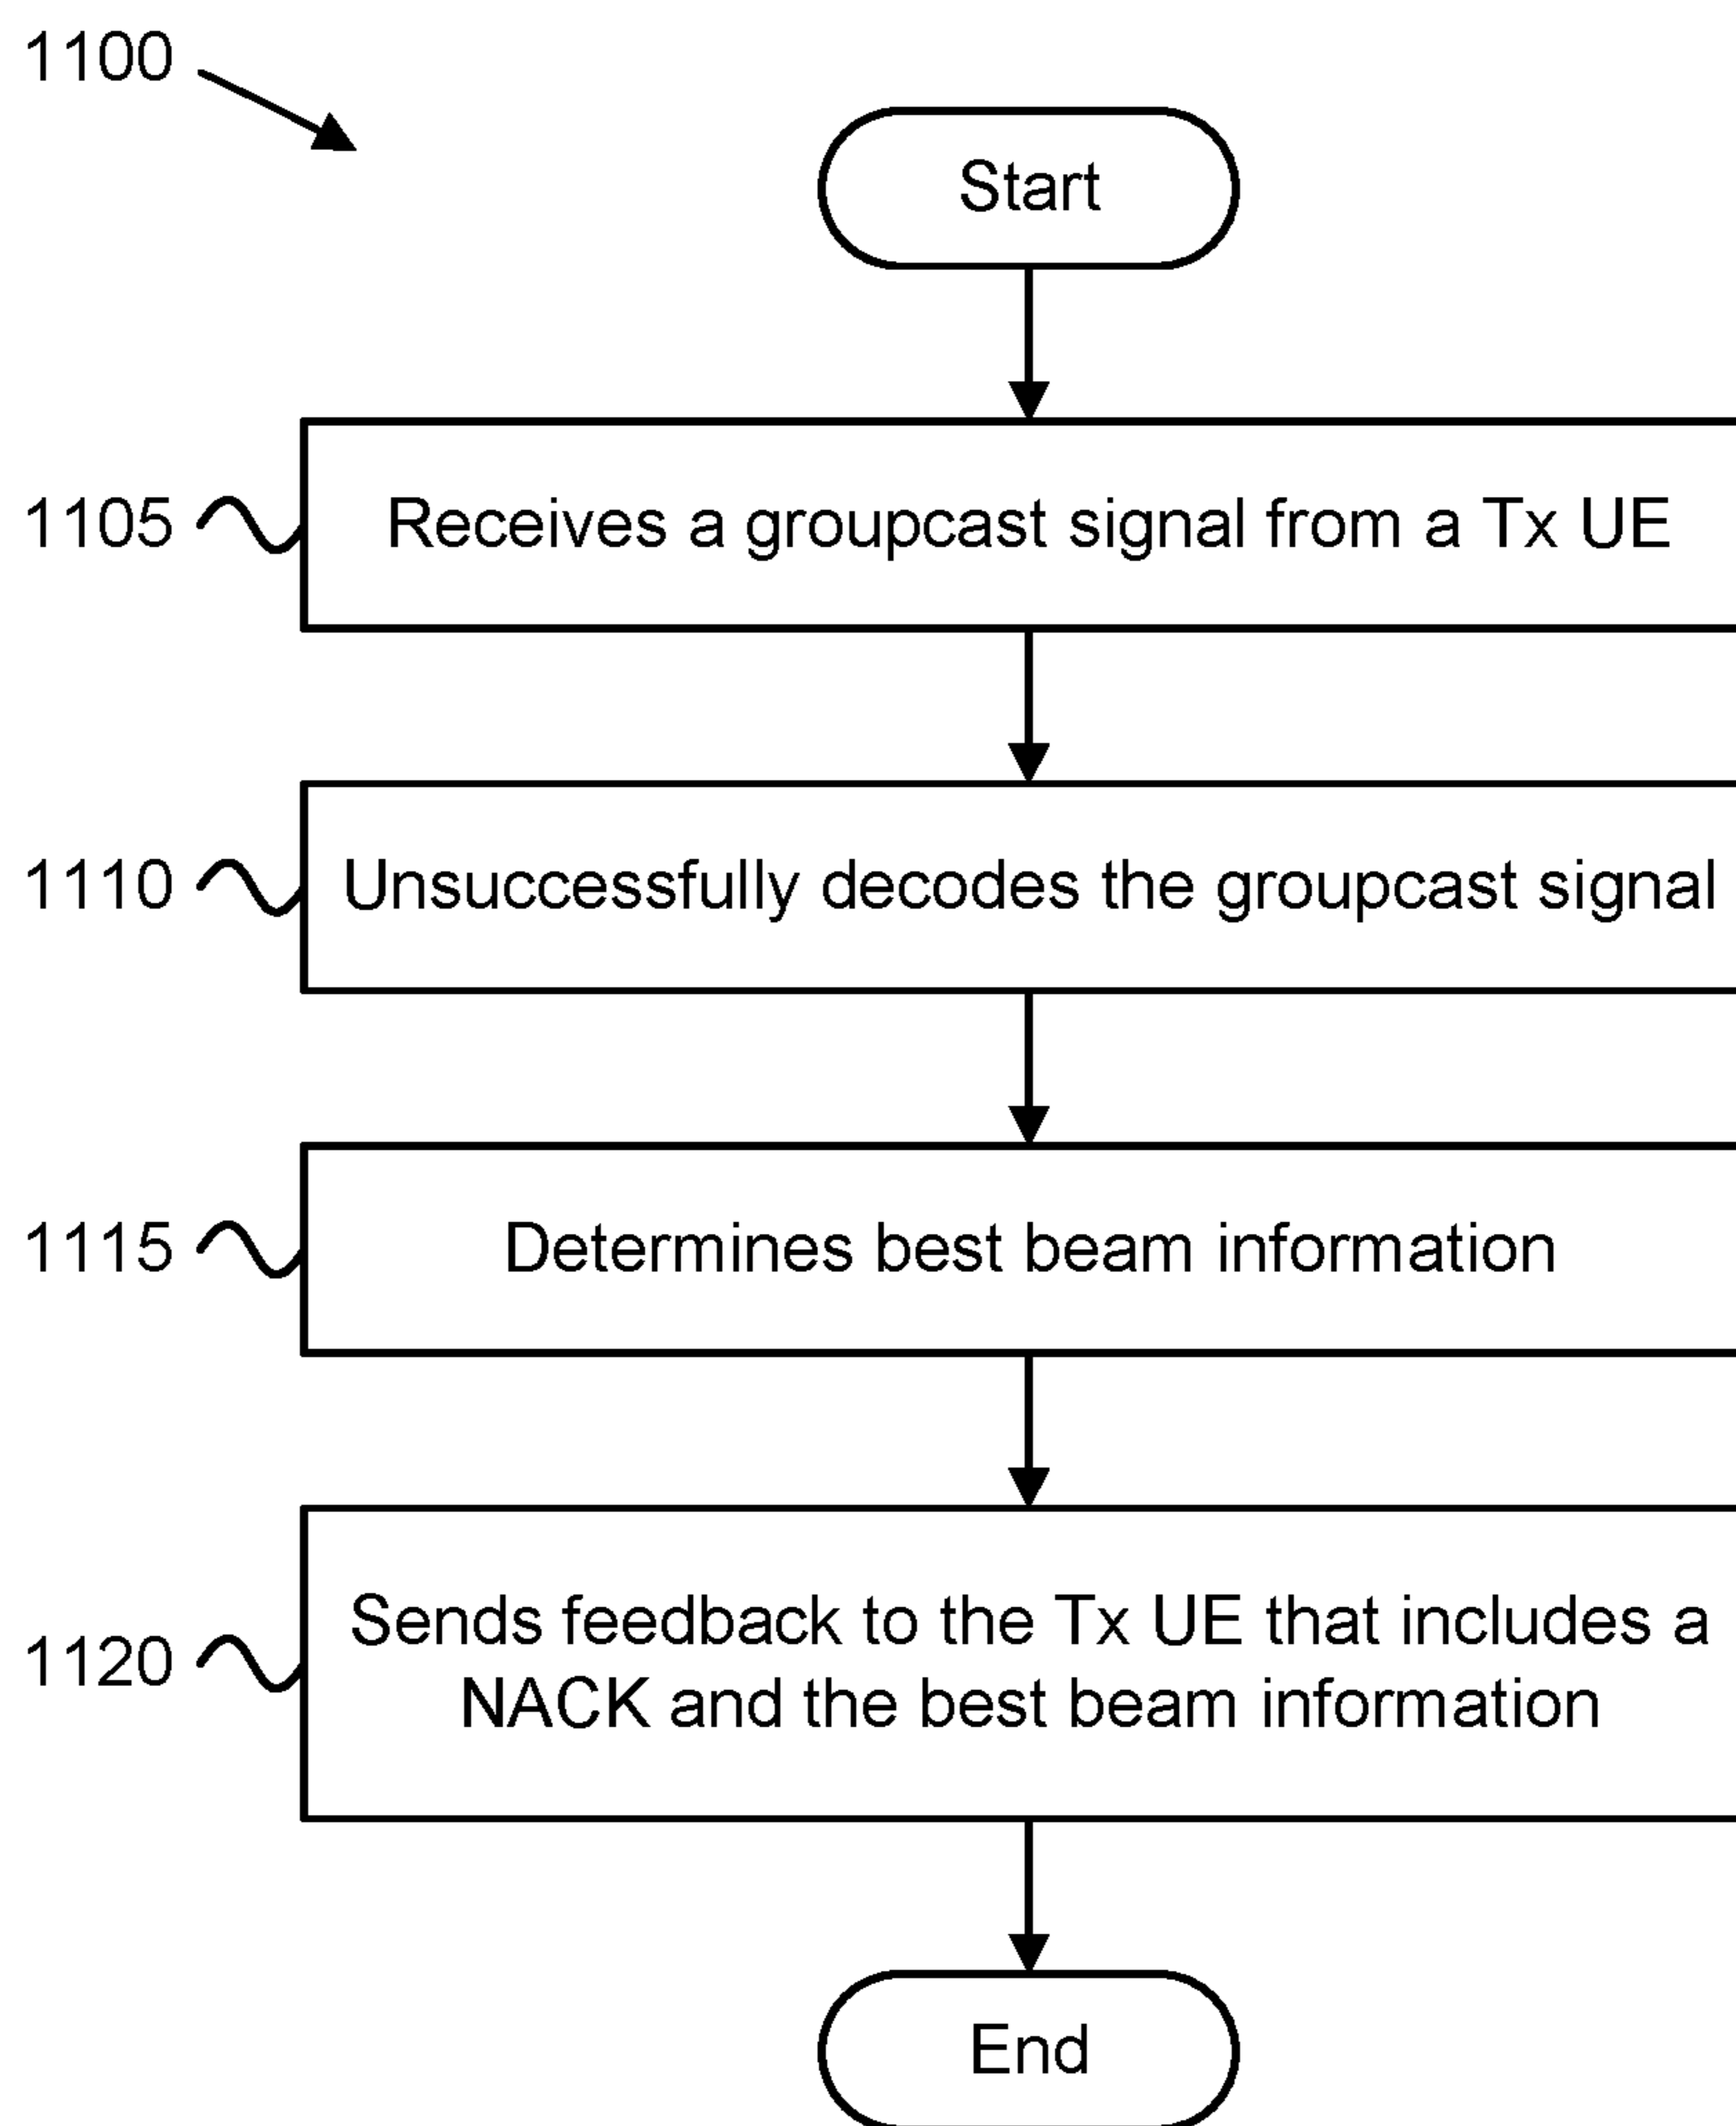 1100
Start
1105
Receives a groupcast signal from a Tx UE
1110
Unsuccessfully decodes the groupcast signal
1115
Determines best beam information
1120
Sends feedback to the Tx UE that includes a
NACK and the best beam information
End